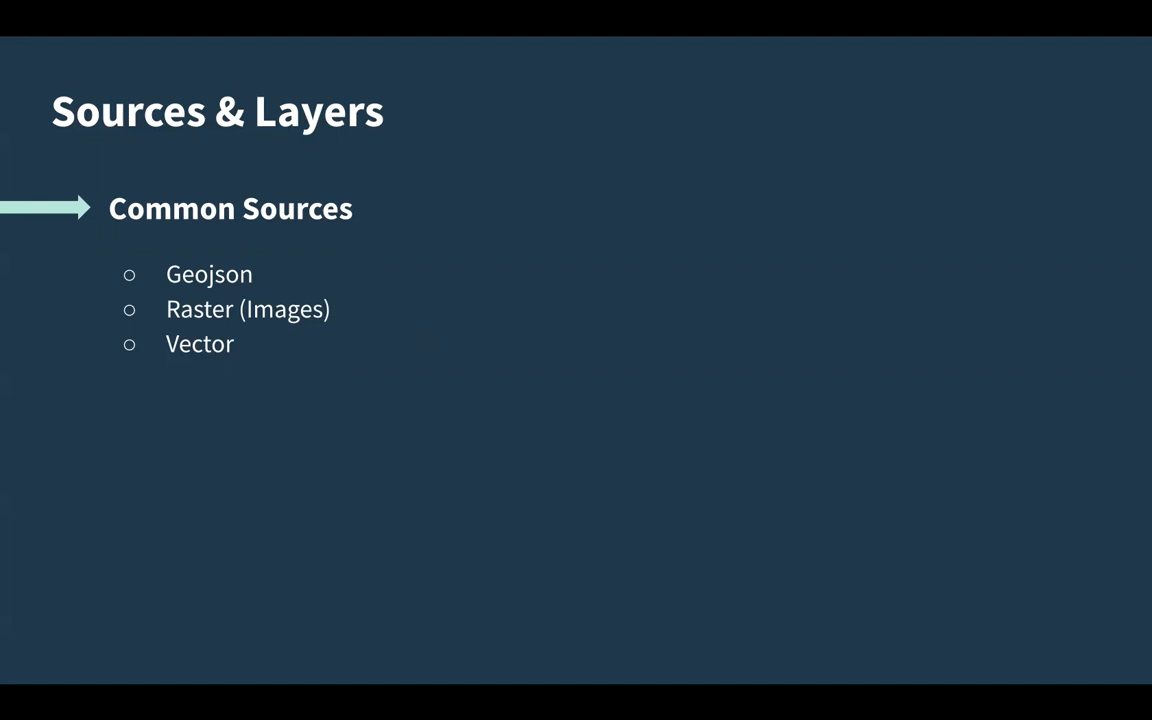 Sources & Layers
Common Sources
○ Geojson
○ Raster (Images)
○ Vector